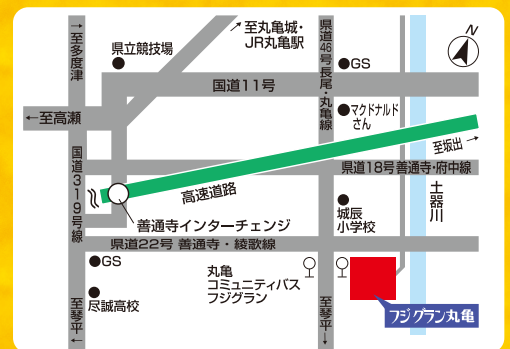 →至多度津
県立競技場
↗至丸亀城・
JR丸亀駅
県道46号長尾・丸亀線
GS
N
国道11号
マクドナルド
さん
←至高瀬
至坂出→
国道319号線
高速道路
県道18号善通寺・府中線
土器川
城辰
小学校
善通寺インターチェンジ
県道22号 善通寺・綾歌線
GS
丸亀
コミュニティバス
フジグラン
尽誠高校
至琴平←
至琴平→
フジグラン丸亀